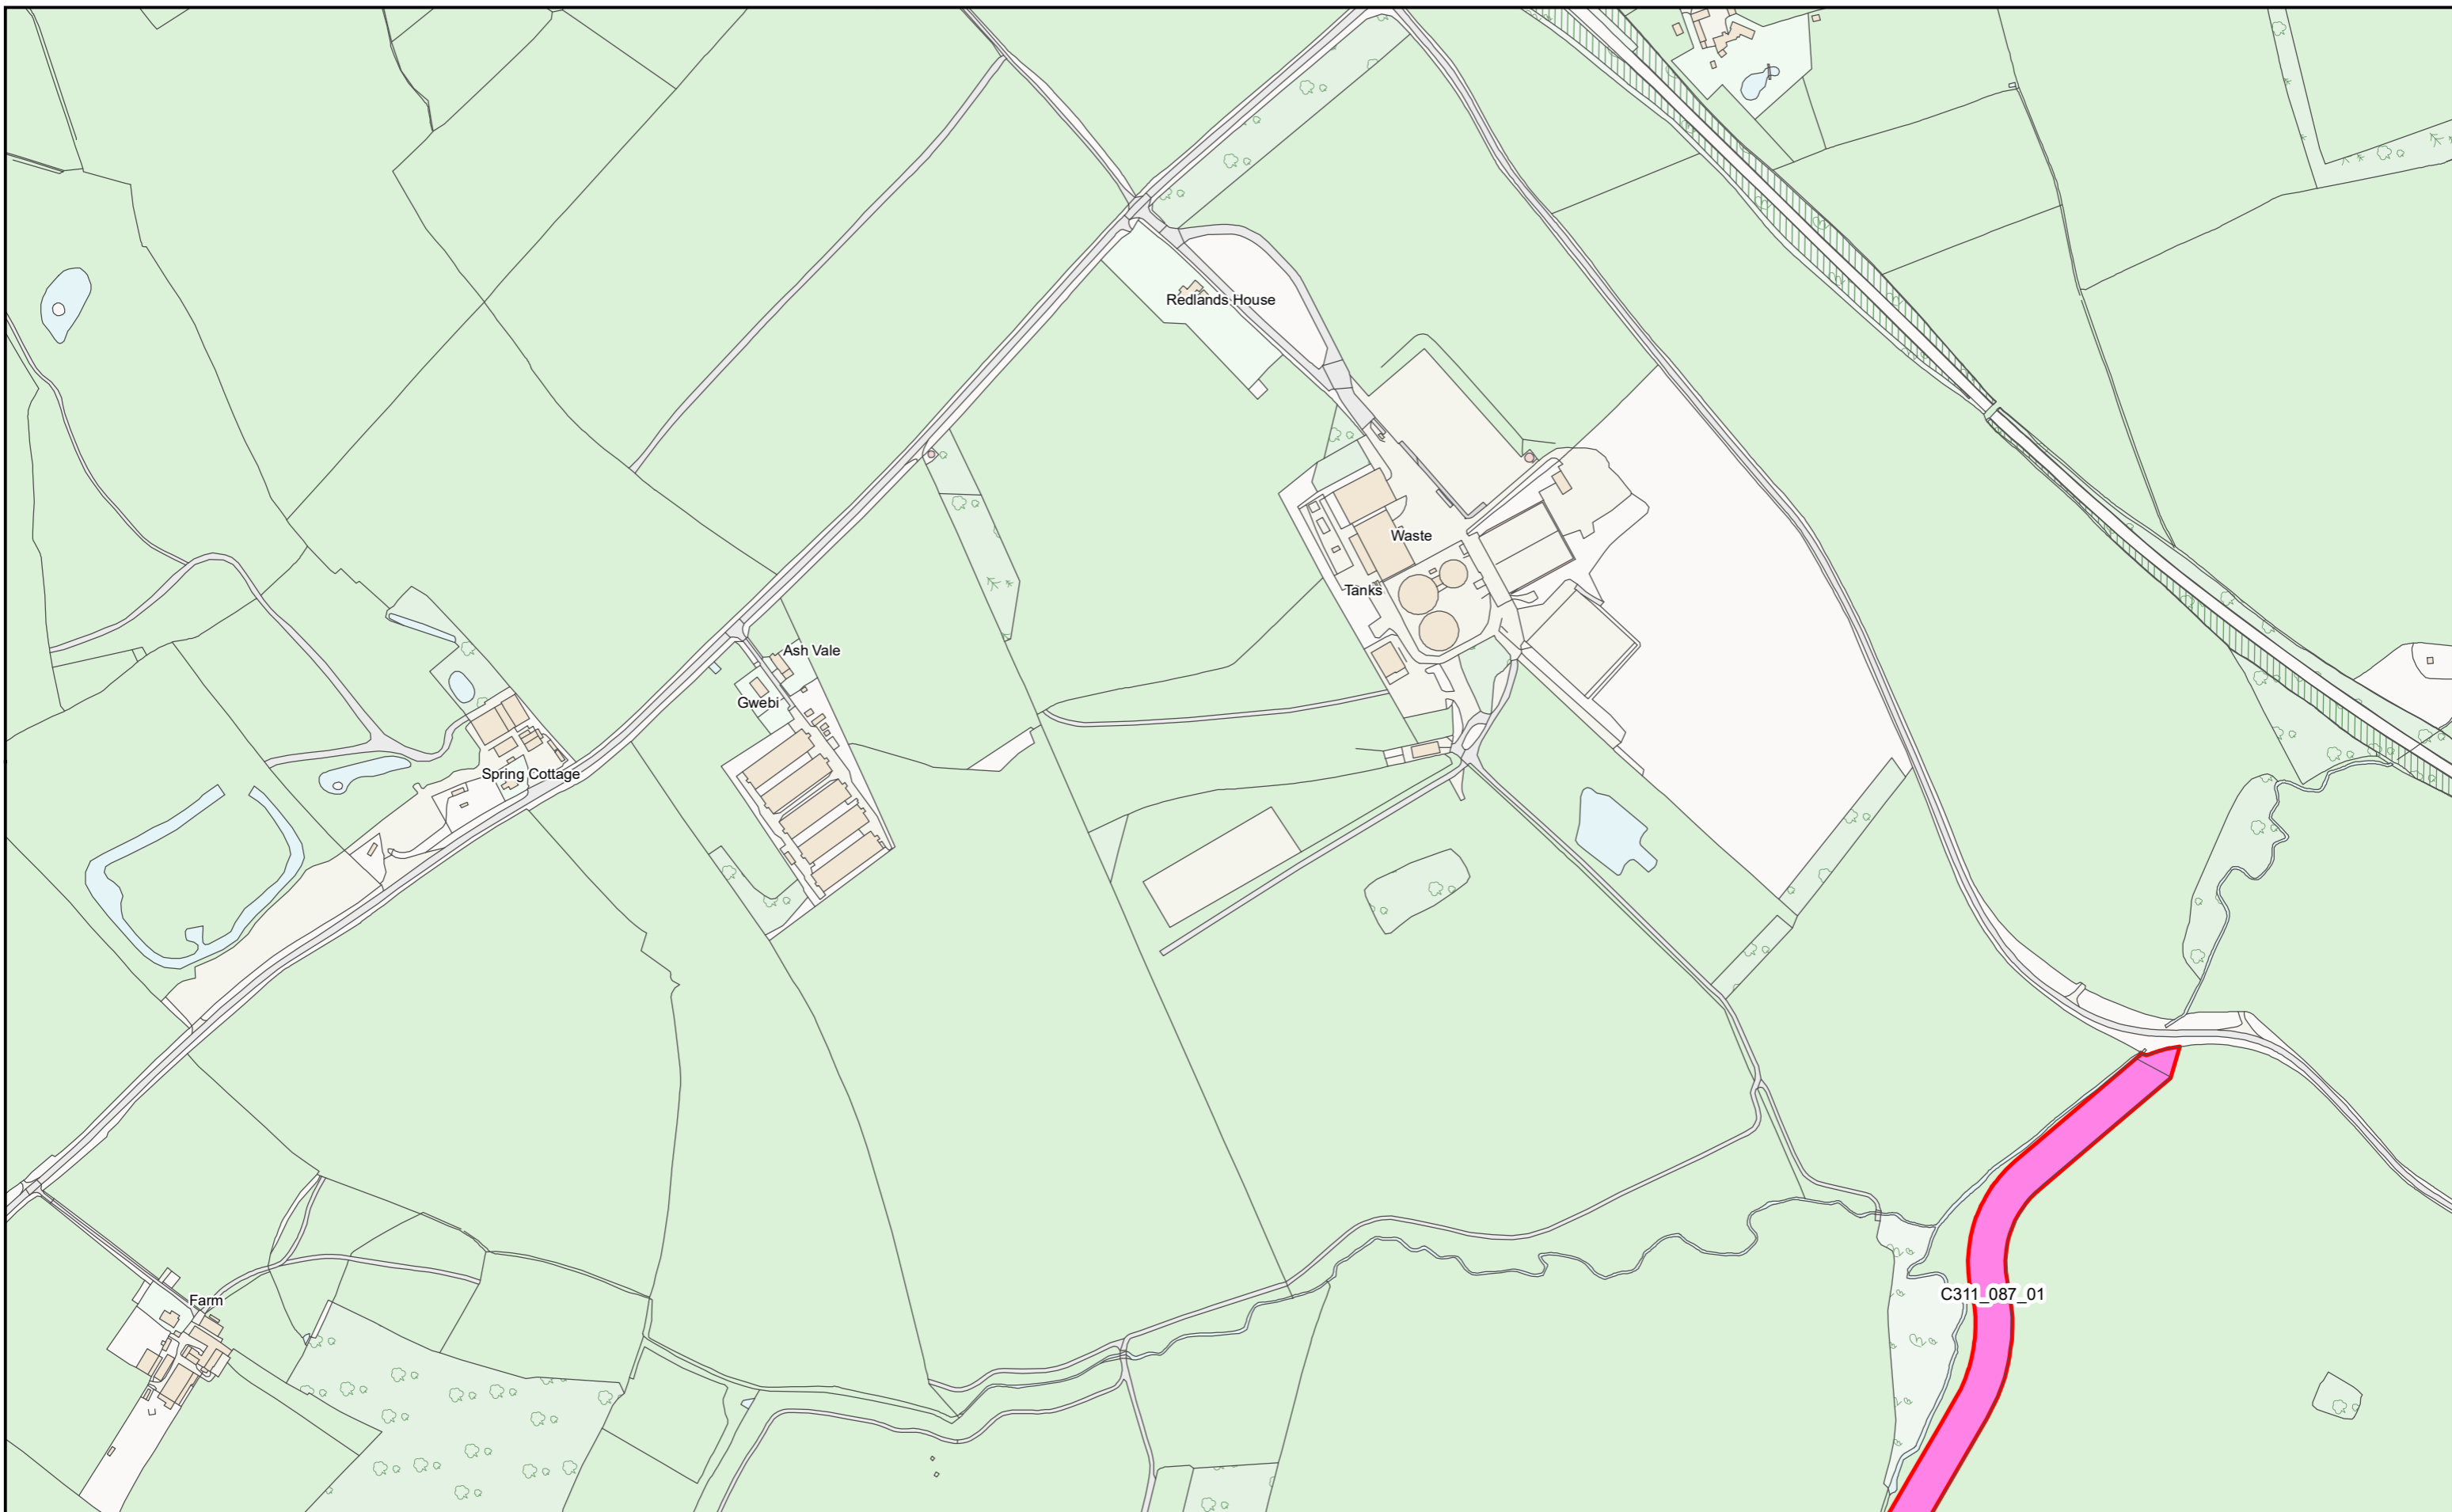 Redlands House
Waste
Tanks
Ash Vale
Gwebi
Spring Cottage
C311_087_01
Farm